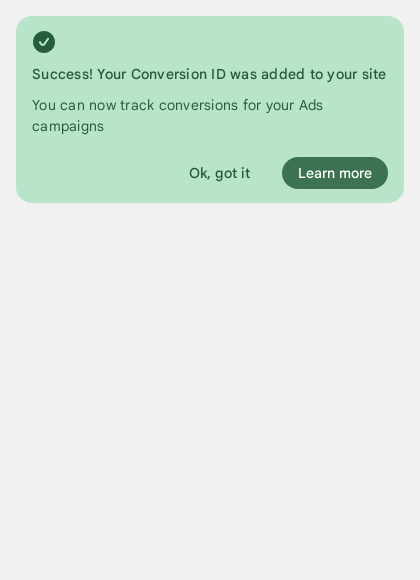 Success! Your Conversion ID was added to your site
You can now track conversions for your Ads
campaigns
Ok, got it
Learn more